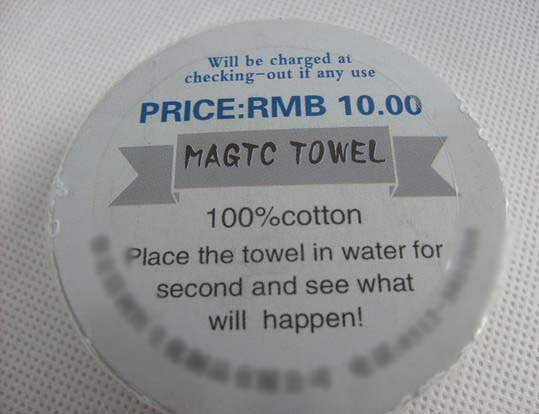 Will be charged at
checking-out if any use
PRICE:RMB 10.00
MAGTC TOWEL
100%cotton
Place the towel in water for
second and see what
will happen!